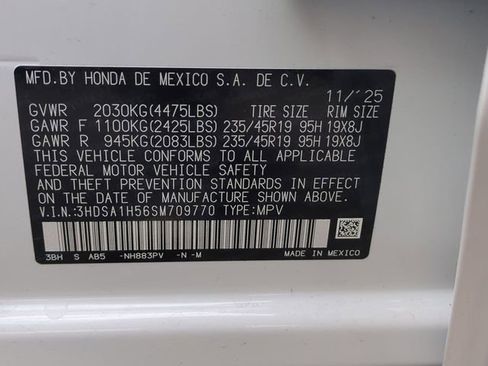 MFD.BY HONDA DE MEXICO S.A. DE C.V.
11/'25
GVWR 2030KG(4475LBS) TIRE SIZE RIM SIZE
GAWR F 1100KG(2425LBS) 235/45R19 95H 19X8J
GAWR R 945KG(2083LBS) 235/45R19 95H 19X8J
THIS VEHICLE CONFORMS TO ALL APPLICABLE
FEDERAL MOTOR VEHICLE SAFETY
AND THEFT PREVENTION STANDARDS IN EFFECT
ON THE DATE OF MANUFACTURE SHOWN ABOVE.
V.I.N.:3HDSA1H56SM709770 TYPE:MPV
3BH S AB5 -NH883PV -N -M MADE IN MEXICO